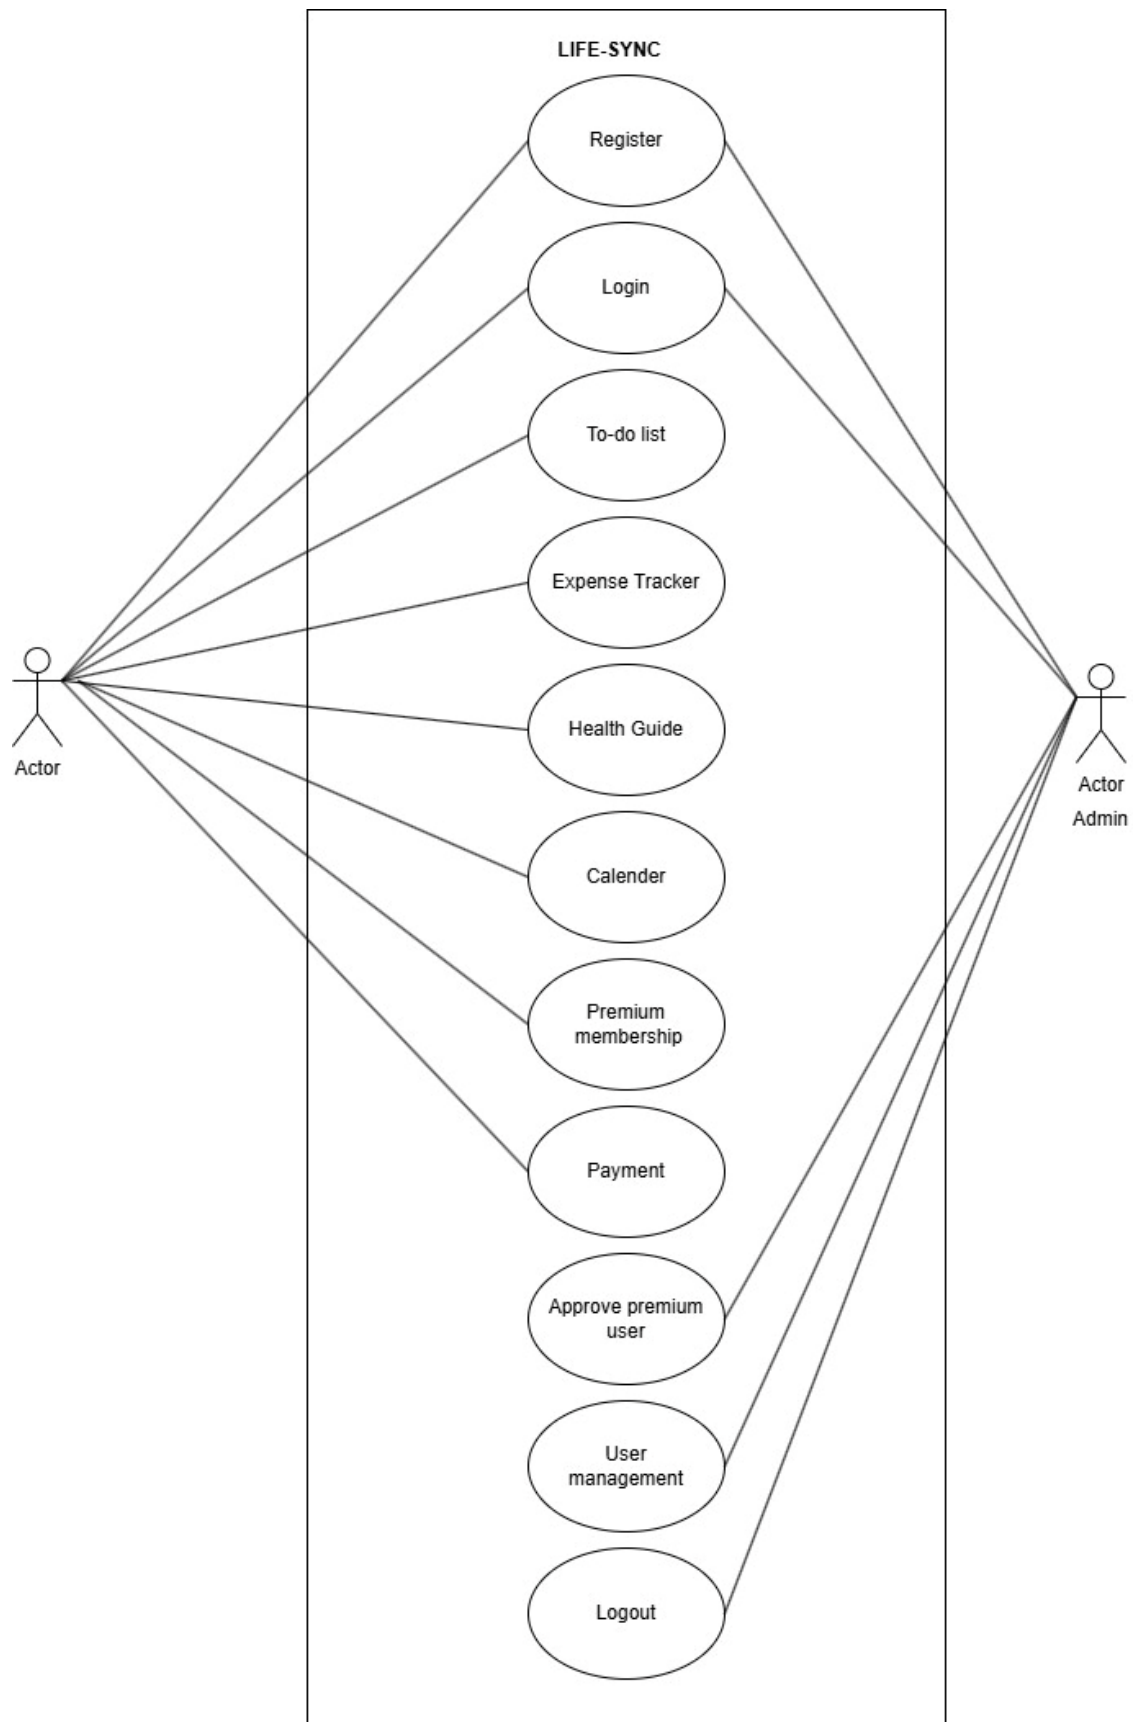 LIFE-SYNC
Register
Login
To-do list
Expense Tracker
Health Guide
Actor
Actor
Admin
Calender
Premium
membership
Payment
Approve premium
user
User
management
Logout